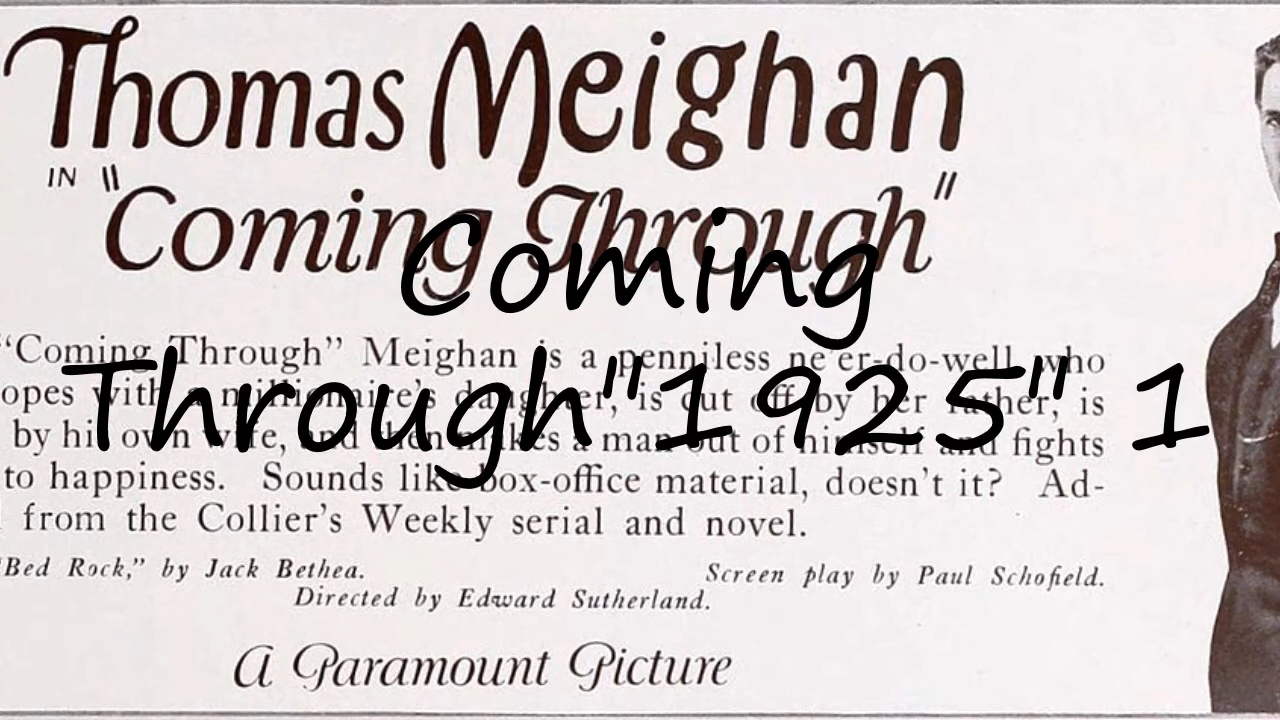 Thomas Meighan
IN "Coming Through"
Coming
Through"1925" 1
"Coming Through" Meighan is a penniless ne'er-do-well who
opes with a millionaire's daughter, is cut off by her father, is
by his own wife, and then makes a man out of himself and fights
to happiness. Sounds like box-office material, doesn't it? Ad-
from the Collier's Weekly serial and novel.
"Bed Rock," by Jack Bethea. Screen play by Paul Schofield.
Directed by Edward Sutherland.
A Paramount Picture